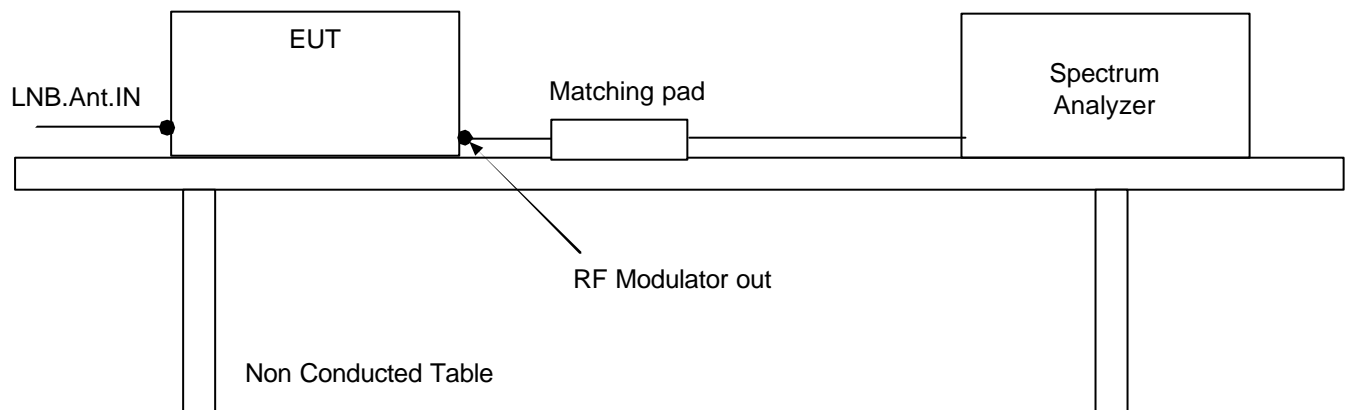 EUT
Spectrum
Analyzer
LNB.Ant.IN
Matching pad
RF Modulator out
Non Conducted Table